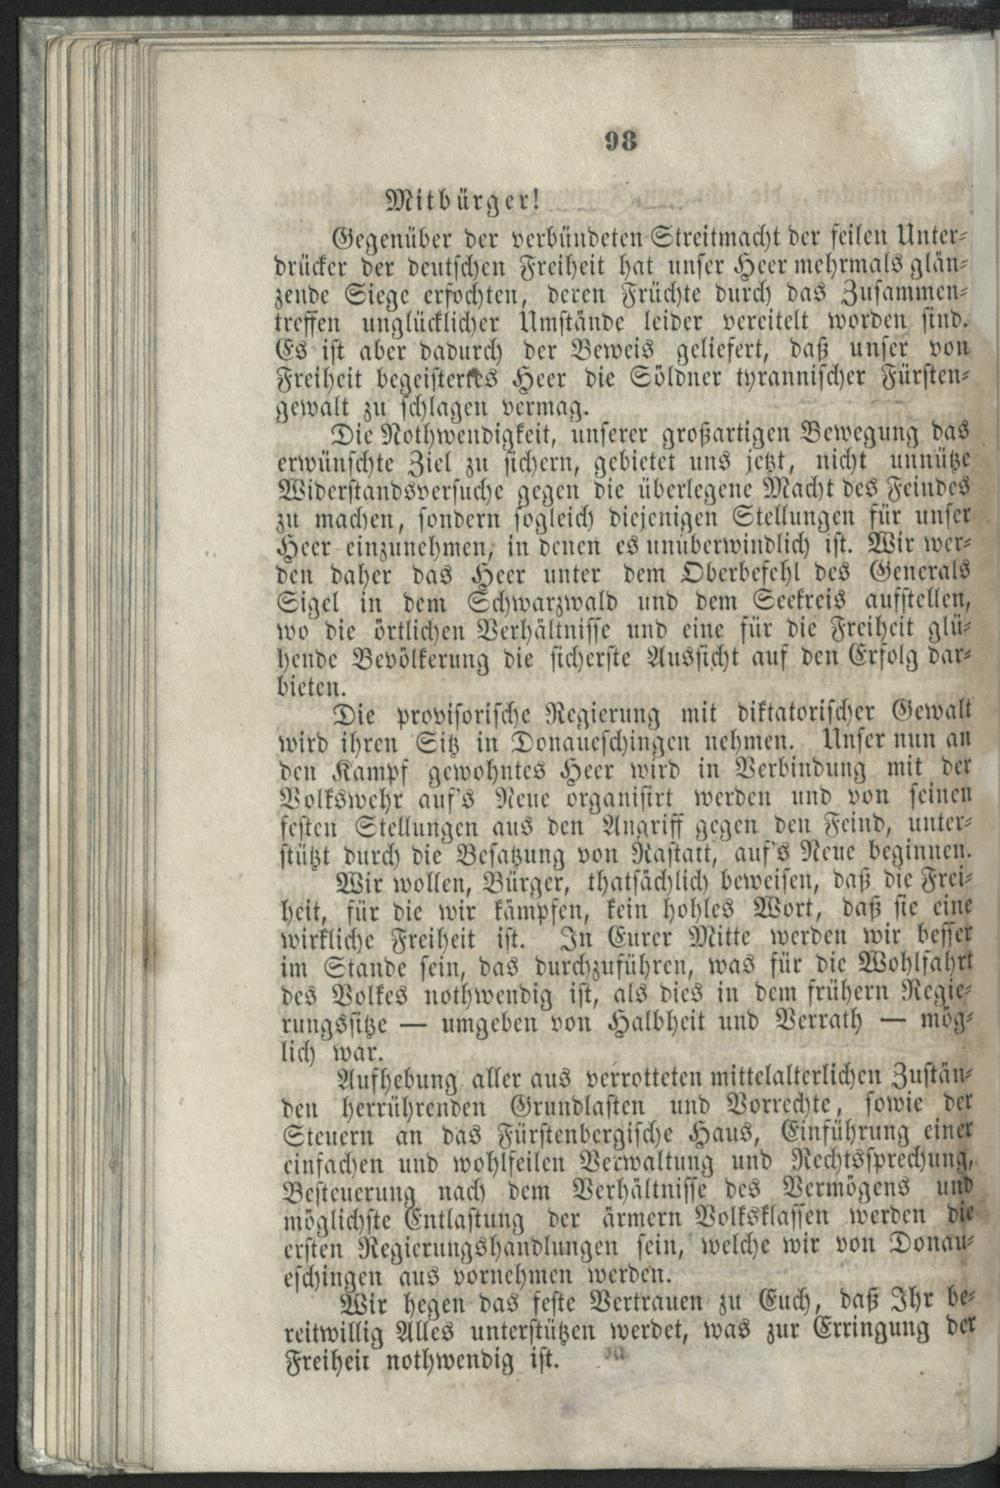 98
Mitbürger!
Gegenüber der verbündeten Streitmacht der feilen Unter-
drücker der deutschen Freiheit hat unser Heer mehrmals glän-
zende Siege erfochten, deren Früchte durch das Zusammen-
treffen unglücklicher Umstände leider vereitelt worden sind.
Es ist aber dadurch der Beweis geliefert, daß unser von
Freiheit begeistertes Heer die Söldner tyrannischer Fürsten-
gewalt zu schlagen vermag.
Die Nothwendigkeit, unserer großartigen Bewegung das
erwünschte Ziel zu sichern, gebietet uns jetzt, nicht unnütze
Widerstandsversuche gegen die überlegene Macht des Feindes
zu machen, sondern sogleich diejenigen Stellungen für unser
Heer einzunehmen, in denen es unüberwindlich ist. Wir wer-
den daher das Heer unter dem Oberbefehl des Generals
Sigel in dem Schwarzwald und dem Seekreis aufstellen,
wo die örtlichen Verhältnisse und eine für die Freiheit glü-
hende Bevölkerung die sicherste Aussicht auf den Erfolg dar-
bieten.
Die provisorische Regierung mit diktatorischer Gewalt
wird ihren Sitz in Donaueschingen nehmen. Unser nun an
den Kampf gewohntes Heer wird in Verbindung mit der
Volkswehr auf's Neue organisirt werden und von seinen
festen Stellungen aus den Angriff gegen den Feind, unter-
stützt durch die Besatzung von Rastatt, auf's Neue beginnen.
Wir wollen, Bürger, thatsächlich beweisen, daß die Frei-
heit, für die wir kämpfen, kein hohles Wort, daß sie eine
wirkliche Freiheit ist. In Eurer Mitte werden wir besser
im Stande sein, das durchzuführen, was für die Wohlfahrt
des Volkes nothwendig ist, als dies in dem frühern Regie-
rungssitze — umgeben von Halbheit und Verrath — mög-
lich war.
Aufhebung aller aus verrotteten mittelalterlichen Zustän-
den herrührenden Grundlasten und Vorrechte, sowie der
Steuern an das Fürstenbergische Haus, Einführung einer
einfachen und wohlfeilen Verwaltung und Rechtssprechung,
Besteuerung nach dem Verhältnisse des Vermögens und
möglichste Entlastung der ärmern Volksklassen werden die
ersten Regierungshandlungen sein, welche wir von Donau-
eschingen aus vornehmen werden.
Wir hegen das feste Vertrauen zu Euch, daß Ihr be-
reitwillig Alles unterstützen werdet, was zur Erringung der
Freiheit nothwendig ist.